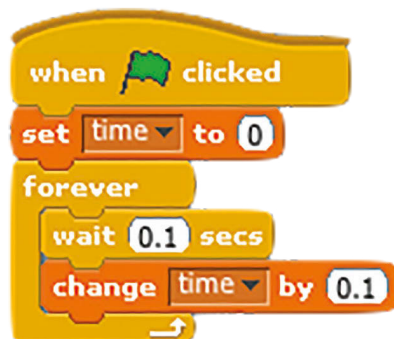 when clicked
set time to 0
forever
wait 0.1 secs
change time by 0.1